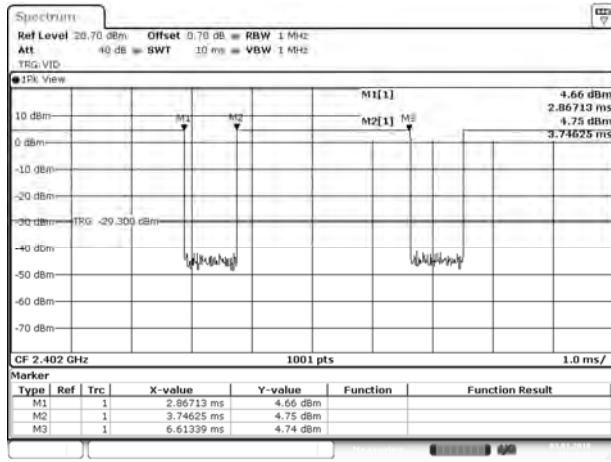 Spectrum
Ref Level 20.70 dBm Offset 0.70 dB RBW 1 MHz
Att 40 dB SWT 10 ms VBW 1 MHz
TRG:VID
1Pk View
M1[1] 4.66 dBm
2.86713 ms
M2[1] 4.75 dBm
3.74625 ms
M1 M2 M3
10 dBm
0 dBm
-10 dBm
-20 dBm
-30 dBm
TRG -29.300 dBm
-40 dBm
-50 dBm
-60 dBm
-70 dBm
CF 2.402 GHz 1001 pts 1.0 ms/
Marker
Type Ref Trc X-value Y-value Function Function Result
M1 1 2.86713 ms 4.66 dBm
M2 1 3.74625 ms 4.75 dBm
M3 1 6.61339 ms 4.74 dBm